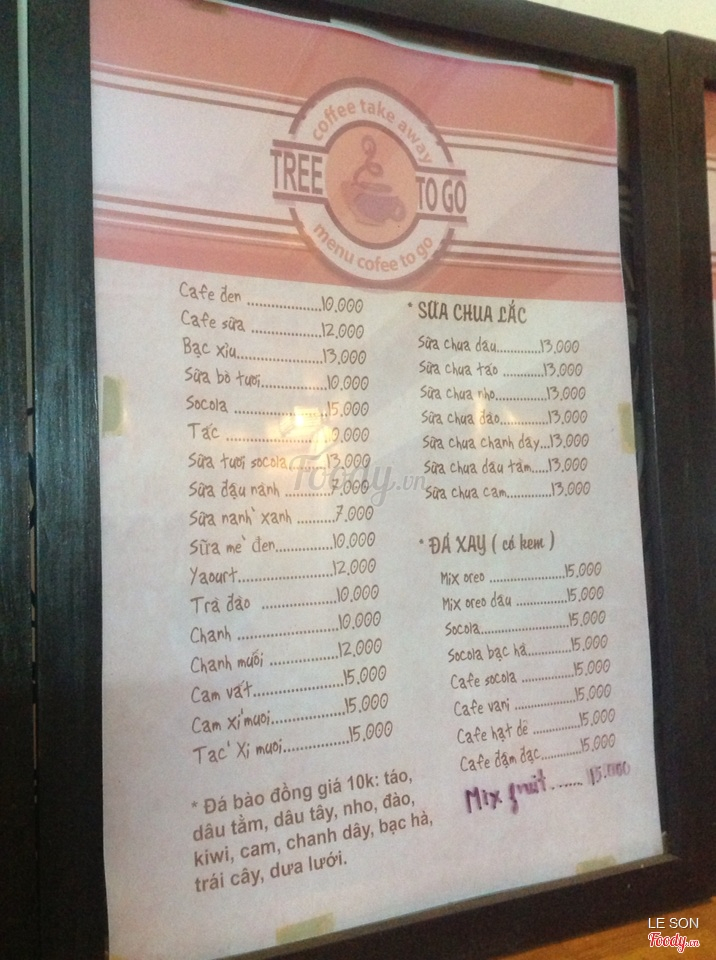 coffee take away
TREE TO GO
menu cofee to go
Cafe đen ....................10,000
Cafe sữa ....................12,000
Bạc xỉu.......................13,000
Sữa bò tươi..................10,000
Socola .......................15,000
Tắc ...........................9,000
Sữa tươi socola...........13,000
Sữa đậu nành ............7,000
Sữa nanh xanh ..........7,000
Sữa mè đen.................10,000
Yaourt.........................12,000
Trà đào ......................10,000
Chanh .......................10,000
Chanh muối ................12,000
Cam vắt......................15,000
Cam xí muội................15,000
Tắc Xí muội.................15,000
* Đá bào đồng giá 10k: táo,
dâu tằm, dâu tây, nho, đào,
kiwi, cam, chanh dây, bạc hà,
trái cây, dưa lưới.
* SỮA CHUA LẮC
Sữa chua dâu............13,000
Sữa chua táo ...........13,000
Sữa chua nho............13,000
Sữa chua đào............13,000
Sữa chua chanh dây...13,000
Sữa chua dâu tằm.....13,000
Sữa chua cam............13,000
* ĐÁ XAY ( có kem )
Mix oreo ....................15,000
Mix oreo dâu .............15,000
Socola.......................15,000
Socola bạc hà............15,000
Cafe socola ...............15,000
Cafe vani ..................15,000
Cafe hạt dẻ ...............15,000
Cafe đậm đặc............15,000
Mix fruit ....... 15.000
Foody.vn
LE SON
Foody.vn